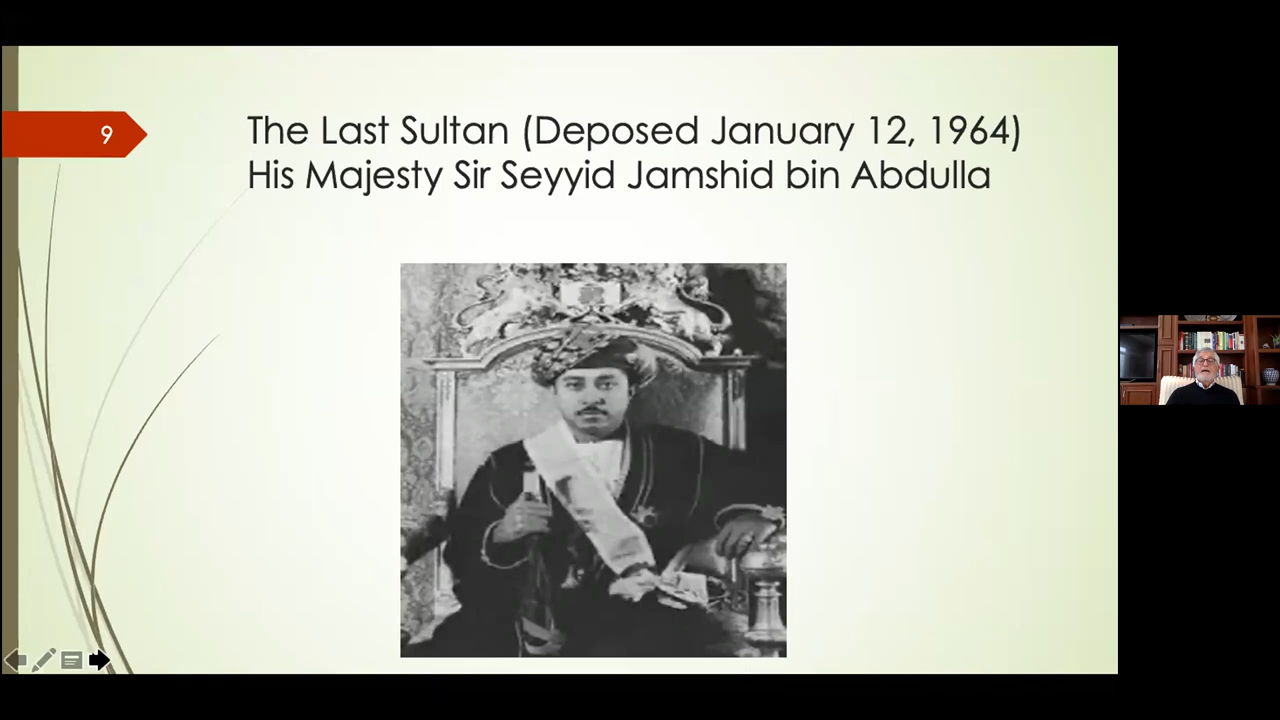 9
The Last Sultan (Deposed January 12, 1964)
His Majesty Sir Seyyid Jamshid bin Abdulla